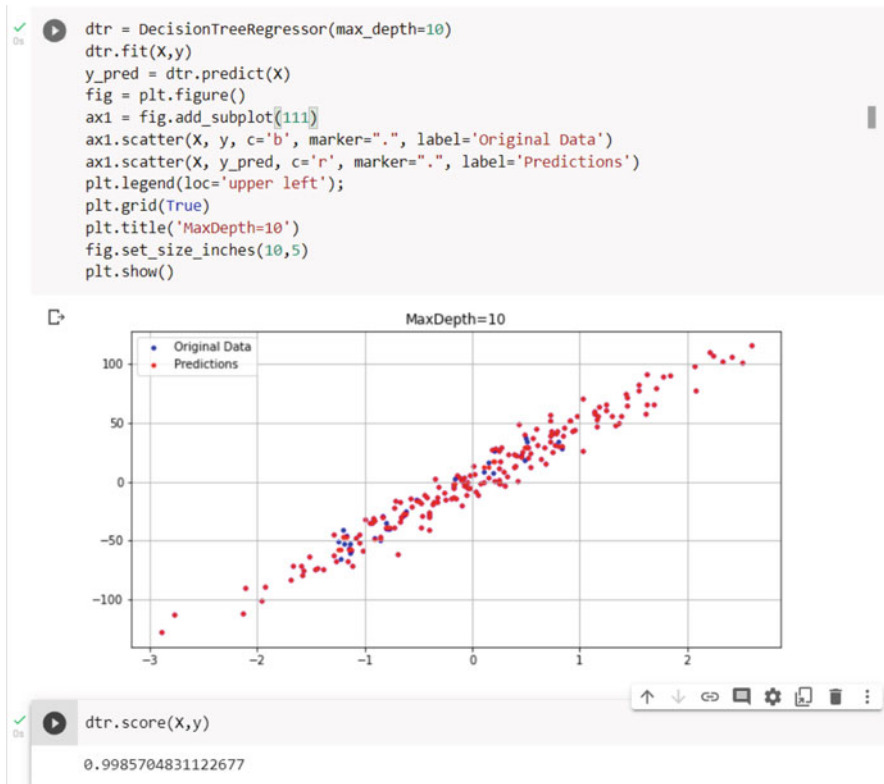 dtr = DecisionTreeRegressor(max_depth=10)
0s
dtr.fit(X,y)
y_pred = dtr.predict(X)
fig = plt.figure()
ax1 = fig.add_subplot(111)
ax1.scatter(X, y, c='b', marker=".", label='Original Data')
ax1.scatter(X, y_pred, c='r', marker=".", label='Predictions')
plt.legend(loc='upper left');
plt.grid(True)
plt.title('MaxDepth=10')
fig.set_size_inches(10,5)
plt.show()
MaxDepth=10
Original Data
Predictions
100
50
0
−50
−100
−3 −2 −1 0 1 2
dtr.score(X,y)
0s
0.9985704831122677